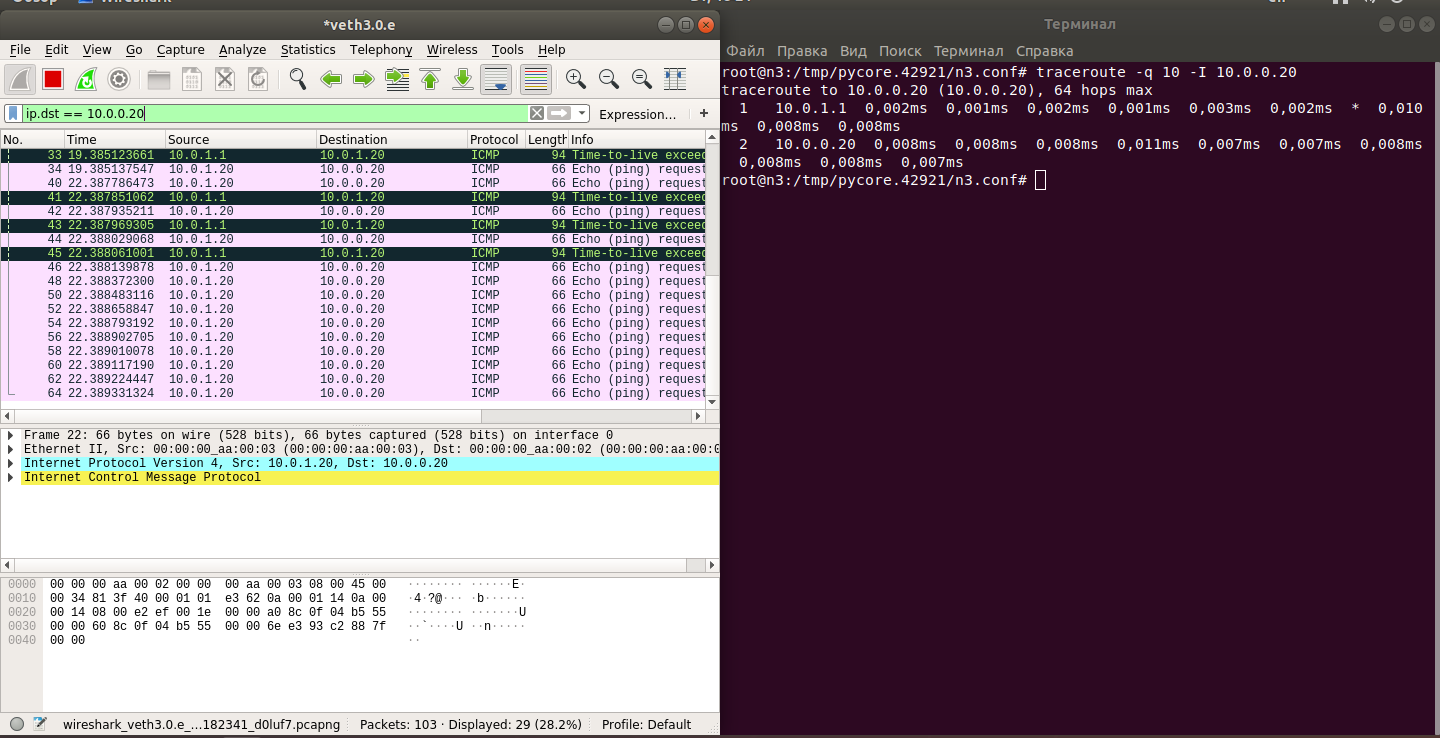 *veth3.0.e
File Edit View Go Capture Analyze Statistics Telephony Wireless Tools Help
ip.dst == 10.0.0.20 Expression… +
No. Time Source Destination Protocol Length Info
33 19.385123661 10.0.1.1 10.0.1.20 ICMP 94 Time-to-live exceed
34 19.385137547 10.0.1.20 10.0.0.20 ICMP 66 Echo (ping) request
40 22.387786473 10.0.1.20 10.0.0.20 ICMP 66 Echo (ping) request
41 22.387851062 10.0.1.1 10.0.1.20 ICMP 94 Time-to-live exceed
42 22.387935211 10.0.1.20 10.0.0.20 ICMP 66 Echo (ping) request
43 22.387969305 10.0.1.1 10.0.1.20 ICMP 94 Time-to-live exceed
44 22.388029068 10.0.1.20 10.0.0.20 ICMP 66 Echo (ping) request
45 22.388061001 10.0.1.1 10.0.1.20 ICMP 94 Time-to-live exceed
46 22.388139878 10.0.1.20 10.0.0.20 ICMP 66 Echo (ping) request
48 22.388372300 10.0.1.20 10.0.0.20 ICMP 66 Echo (ping) request
50 22.388483116 10.0.1.20 10.0.0.20 ICMP 66 Echo (ping) request
52 22.388658847 10.0.1.20 10.0.0.20 ICMP 66 Echo (ping) request
54 22.388793192 10.0.1.20 10.0.0.20 ICMP 66 Echo (ping) request
56 22.388902705 10.0.1.20 10.0.0.20 ICMP 66 Echo (ping) request
58 22.389010078 10.0.1.20 10.0.0.20 ICMP 66 Echo (ping) request
60 22.389117190 10.0.1.20 10.0.0.20 ICMP 66 Echo (ping) request
62 22.389224447 10.0.1.20 10.0.0.20 ICMP 66 Echo (ping) request
64 22.389331324 10.0.1.20 10.0.0.20 ICMP 66 Echo (ping) request
Frame 22: 66 bytes on wire (528 bits), 66 bytes captured (528 bits) on interface 0
Ethernet II, Src: 00:00:00_aa:00:03 (00:00:00:aa:00:03), Dst: 00:00:00_aa:00:02 (00:00:00:aa:00:0
Internet Protocol Version 4, Src: 10.0.1.20, Dst: 10.0.0.20
Internet Control Message Protocol
0000 00 00 00 aa 00 02 00 00 00 aa 00 03 08 00 45 00 ········ ······E·
0010 00 34 81 3f 40 00 01 01 e3 62 0a 00 01 14 0a 00 ·4·?@··· ·b······
0020 00 14 08 00 e2 ef 00 1e 00 00 a0 8c 0f 04 b5 55 ········ ·······U
0030 00 00 60 8c 0f 04 b5 55 00 00 6e e3 93 c2 88 7f ··`····U ··n·····
0040 00 00 ··
wireshark_veth3.0.e_...182341_d0luf7.pcapng Packets: 103 · Displayed: 29 (28.2%) Profile: Default
Терминал
Файл Правка Вид Поиск Терминал Справка
root@n3:/tmp/pycore.42921/n3.conf# traceroute -q 10 -I 10.0.0.20
traceroute to 10.0.0.20 (10.0.0.20), 64 hops max
1 10.0.1.1 0,002ms 0,001ms 0,002ms 0,001ms 0,003ms 0,002ms * 0,010
ms 0,008ms 0,008ms
2 10.0.0.20 0,008ms 0,008ms 0,008ms 0,011ms 0,007ms 0,007ms 0,008ms
0,008ms 0,008ms 0,007ms
root@n3:/tmp/pycore.42921/n3.conf#